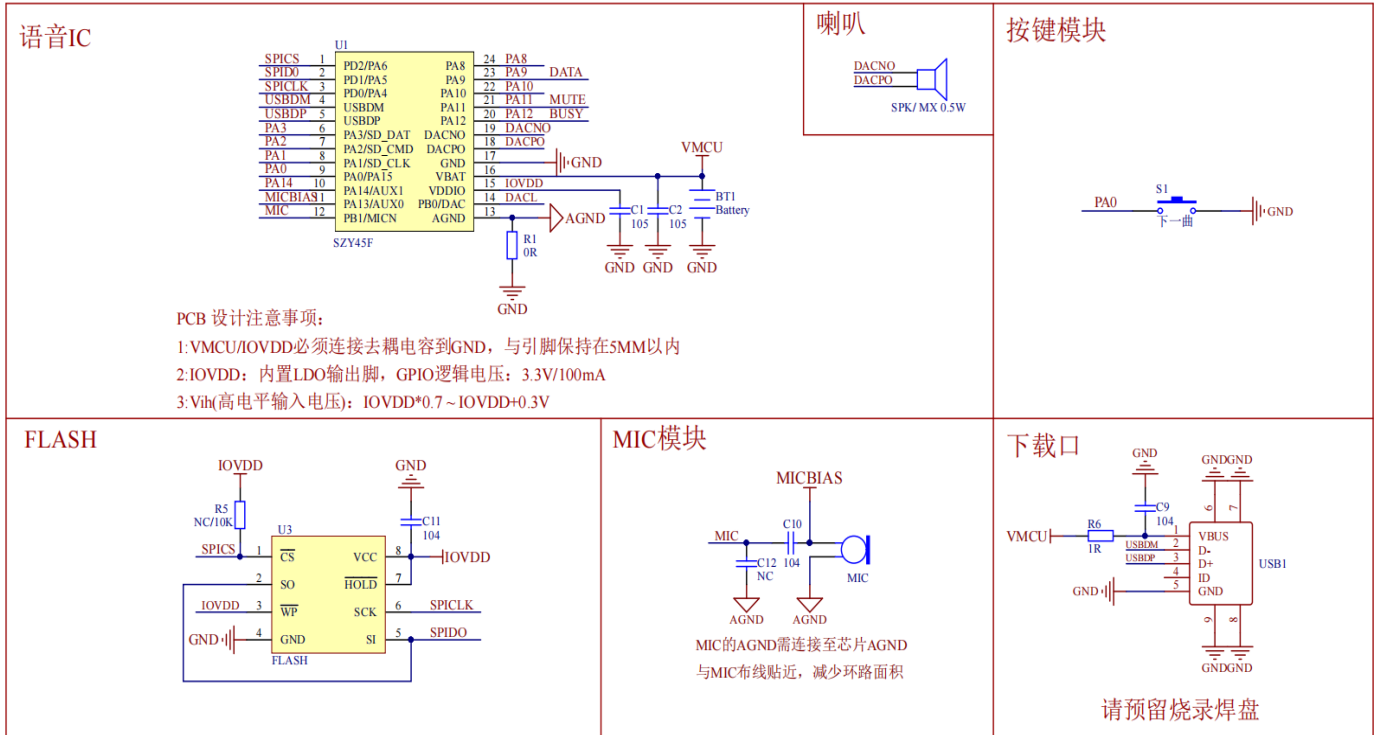 语音IC
U1
SPICS 1 PD2/PA6 PA8 24 PA8
SPID0 2 PD1/PA5 PA9 23 PA9 DATA
SPICLK 3 PD0/PA4 PA10 22 PA10
USBDM 4 USBDM PA11 21 PA11 MUTE
USBDP 5 USBDP PA12 20 PA12 BUSY
PA3 6 PA3/SD_DAT DACNO 19 DACNO
PA2 7 PA2/SD_CMD DACPO 18 DACPO
PA1 8 PA1/SD_CLK GND 17 GND
PA0 9 PA0/PA15 VBAT 16
PA14 10 PA14/AUX1 VDDIO 15 IOVDD
MICBIAS 11 PA13/AUX0 PB0/DAC 14 DACL
MIC 12 PB1/MICN AGND 13 AGND
SZY45F
R1
0R
GND
VMCU
C1
105
C2
105
BT1
Battery
GND GND GND
PCB 设计注意事项：
1:VMCU/IOVDD必须连接去耦电容到GND，与引脚保持在5MM以内
2:IOVDD：内置LDO输出脚，GPIO逻辑电压：3.3V/100mA
3:Vih(高电平输入电压)：IOVDD*0.7 ~ IOVDD+0.3V
喇叭
DACNO
DACPO
SPK/ MX 0.5W
按键模块
S1
PA0 GND
下一曲
FLASH
IOVDD GND
R5
NC/10K
C11
104
U3
SPICS 1 CS VCC 8 IOVDD
2 SO HOLD 7
IOVDD 3 WP SCK 6 SPICLK
GND 4 GND SI 5 SPIDO
FLASH
MIC模块
MICBIAS
MIC C10
104
C12
NC
MIC
AGND AGND
MIC的AGND需连接至芯片AGND
与MIC布线贴近，减少环路面积
下载口
GND GNDGND
C9
104
6 7
VMCU R6
1R
1 VBUS
USBDM 2 D-
USBDP 3 D+
4 ID
GND 5 GND
USB1
9 8
GNDGND
请预留烧录焊盘